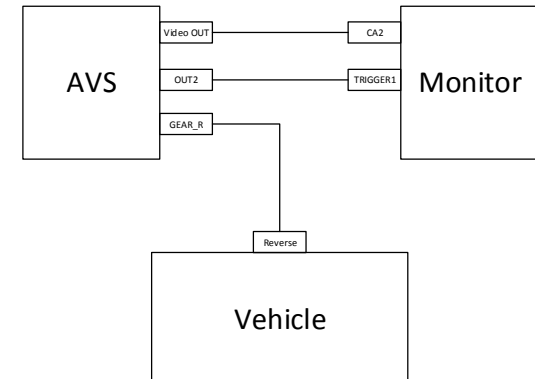 Video OUT
CA2
AVS
OUT2
TRIGGER1
Monitor
GEAR_R
Reverse
Vehicle